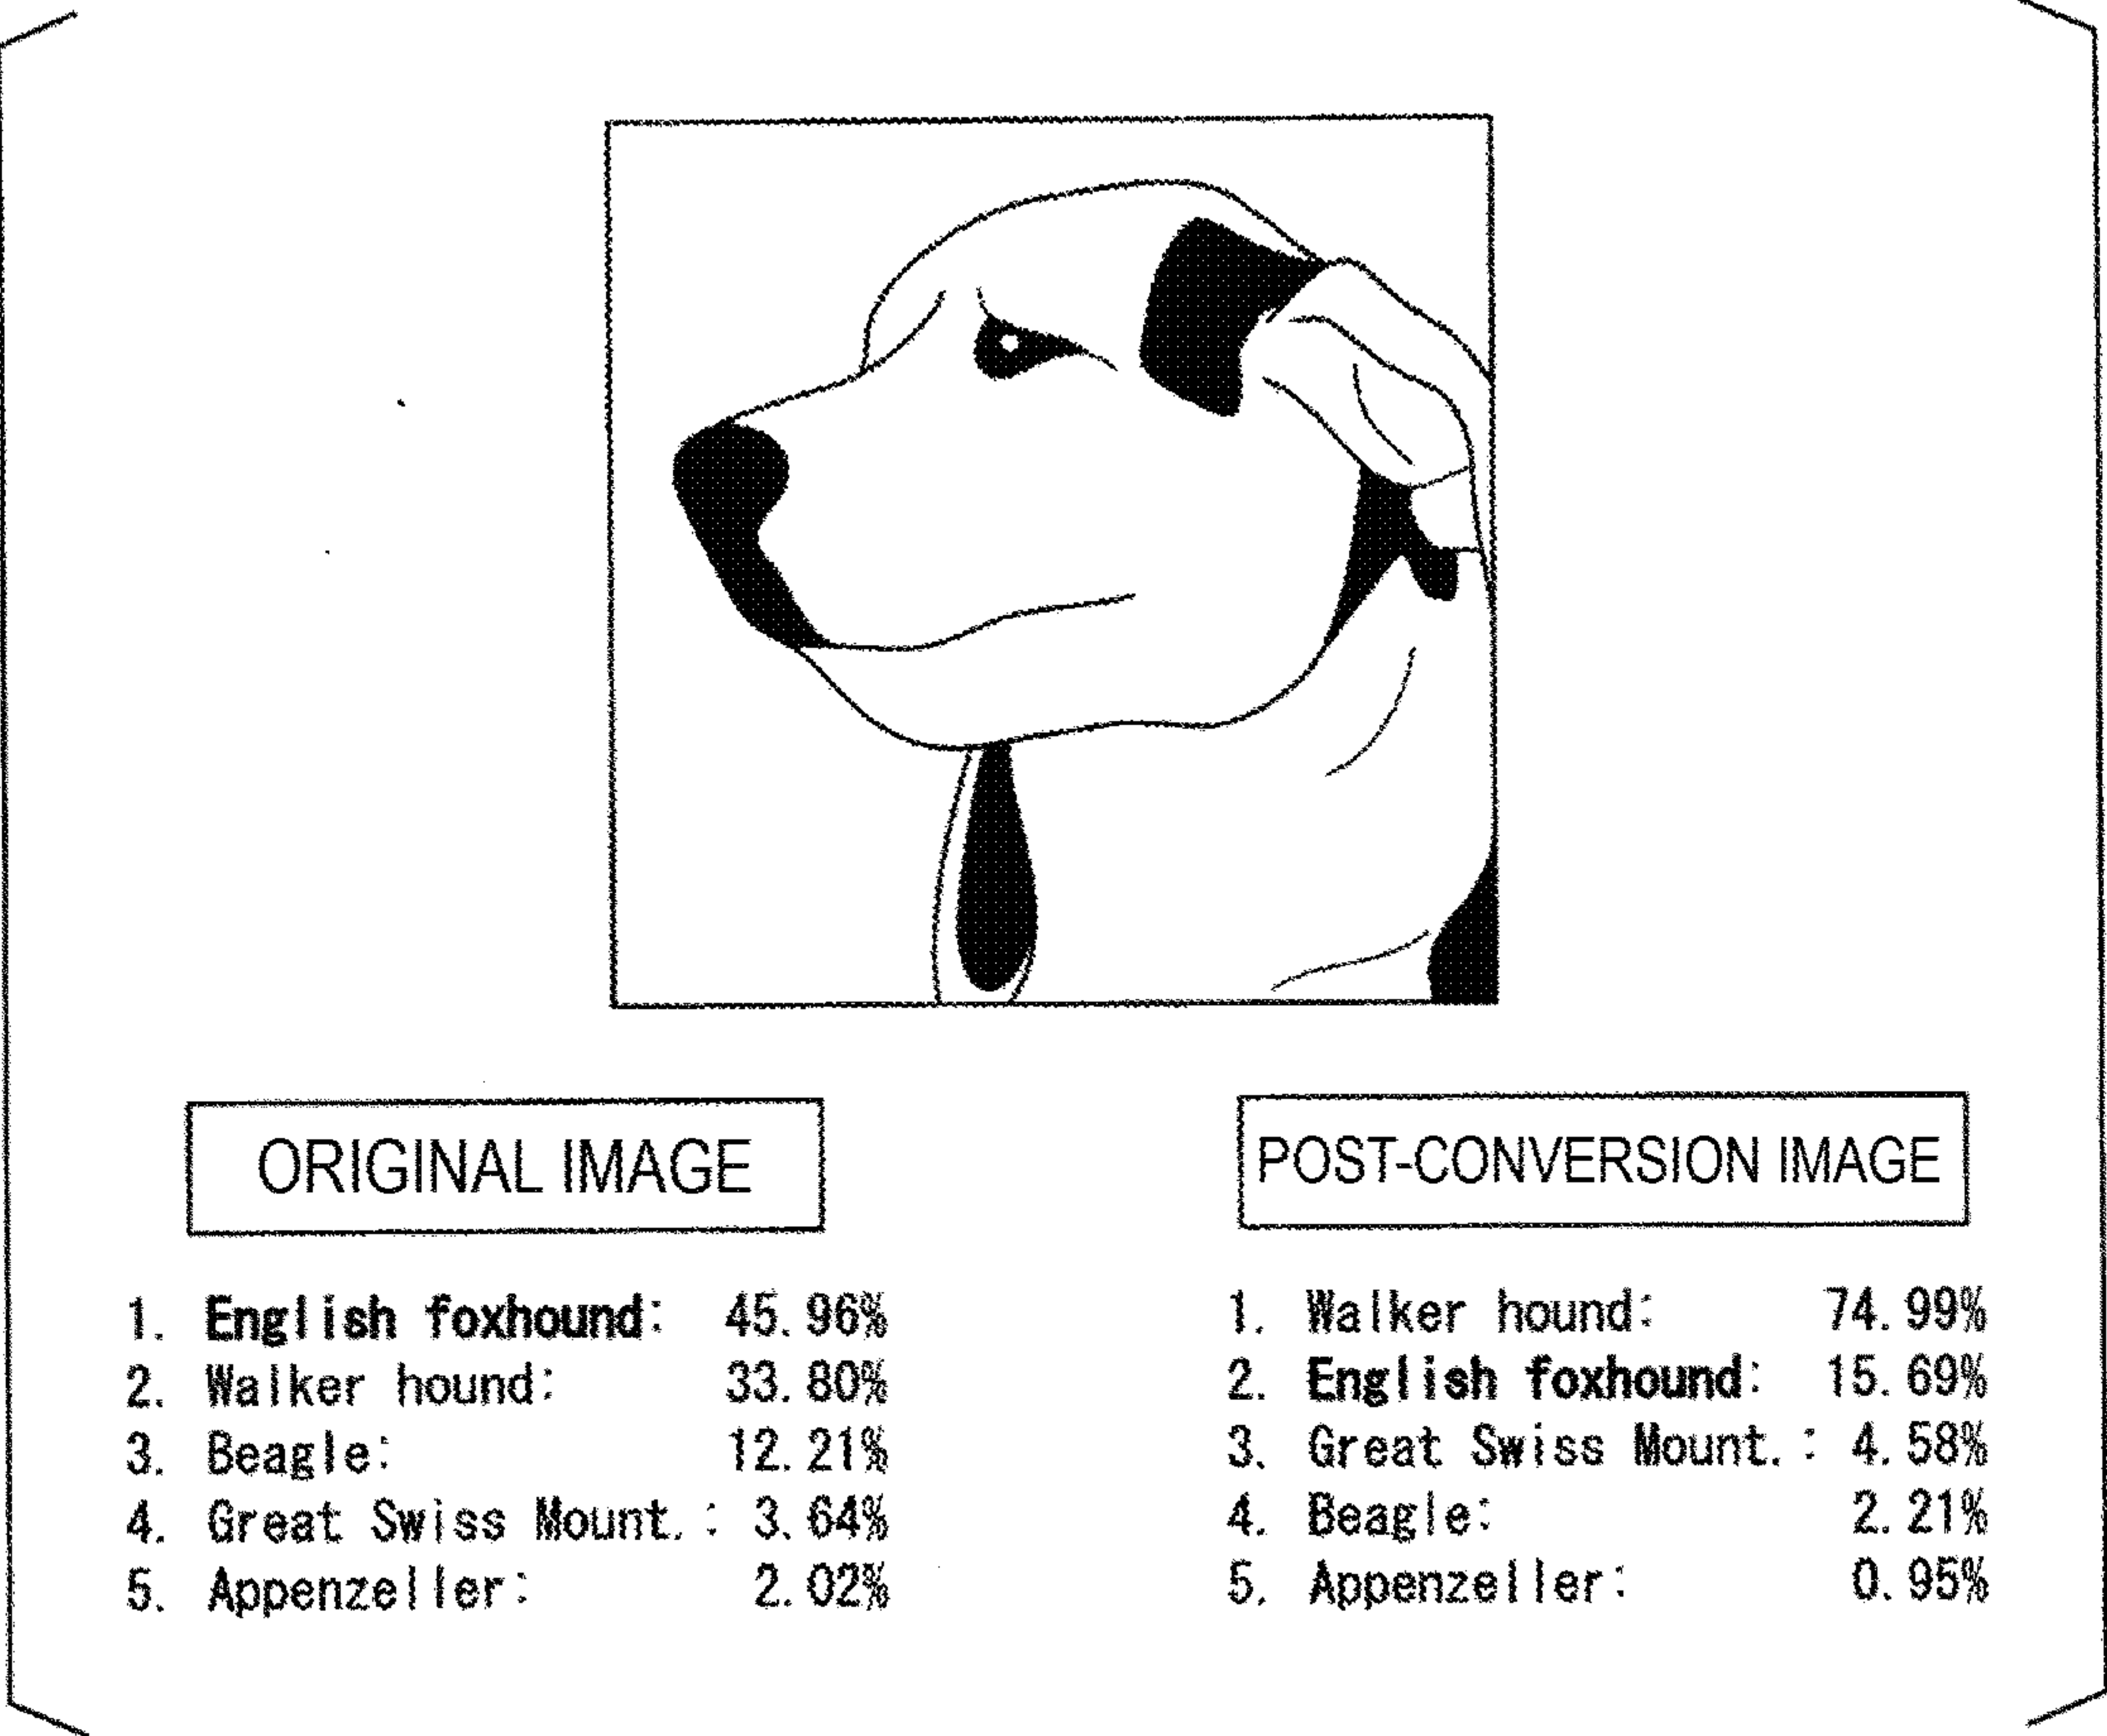 ORIGINAL IMAGE
1. English foxhound: 45.96%
2. Walker hound: 33.80%
3. Beagle: 12.21%
4. Great Swiss Mount.: 3.64%
5. Appenzeller: 2.02%
POST-CONVERSION IMAGE
1. Walker hound: 74.99%
2. English foxhound: 15.69%
3. Great Swiss Mount.: 4.58%
4. Beagle: 2.21%
5. Appenzeller: 0.95%